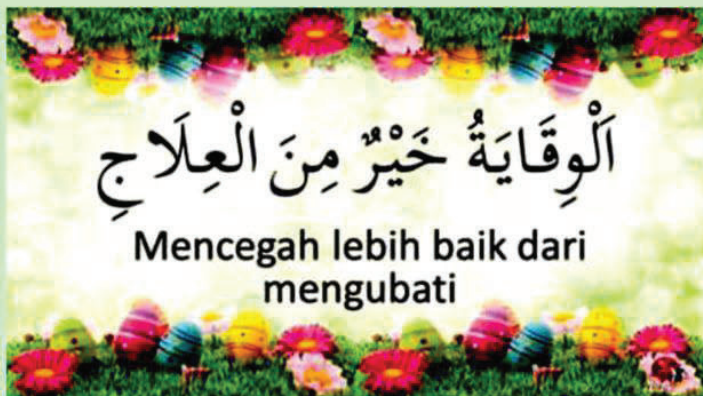 اَلْوِقَايَةُ خَيْرٌ مِنَ الْعِلَاجِ
Mencegah lebih baik dari
mengubati